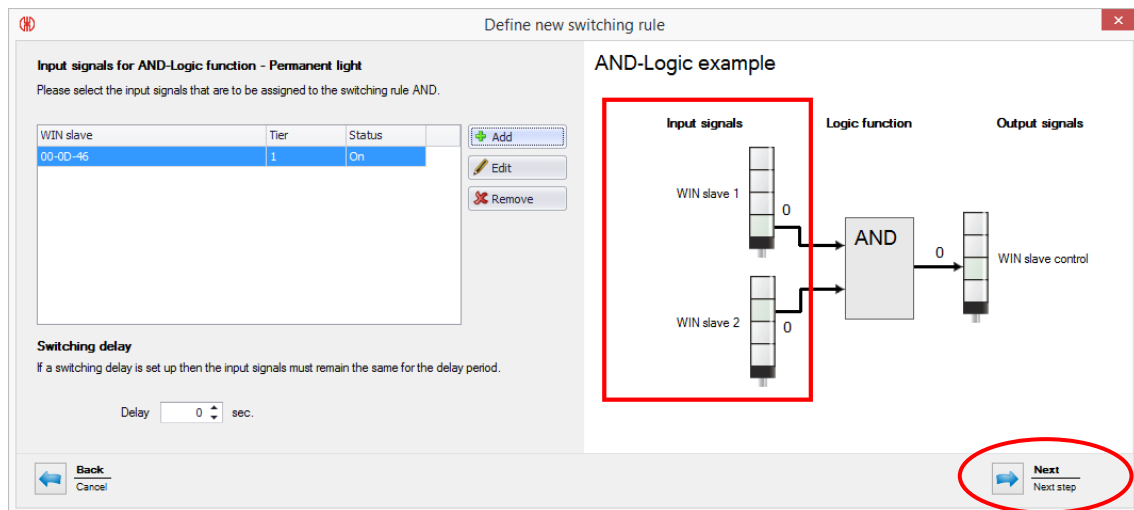 Define new switching rule
Input signals for AND-Logic function - Permanent light
Please select the input signals that are to be assigned to the switching rule AND.
WIN slave Tier Status
00-0D-46 1 On
Add
Edit
Remove
Switching delay
If a switching delay is set up then the input signals must remain the same for the delay period.
Delay 0 sec.
AND-Logic example
Input signals Logic function Output signals
WIN slave 1
0
AND
0
WIN slave control
WIN slave 2
0
Back
Cancel
Next
Next step